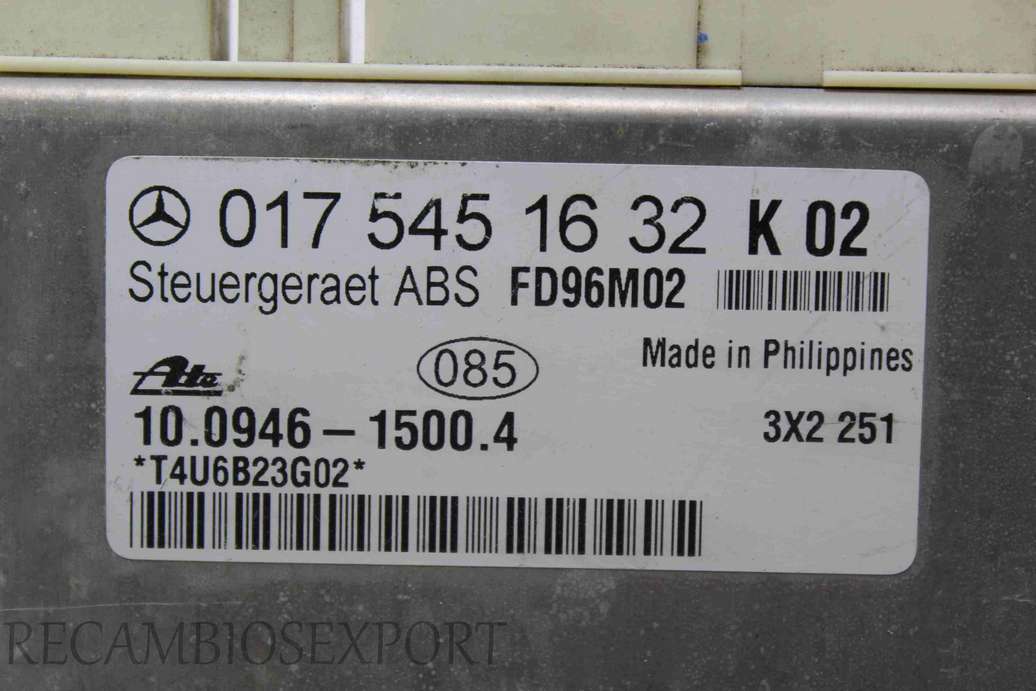 017 545 16 32 K 02
Steuergeraet ABS FD96M02
Ate 085 Made in Philippines
10.0946-1500.4 3X2 251
*T4U6B23G02*
RECAMBIOSEXPORT